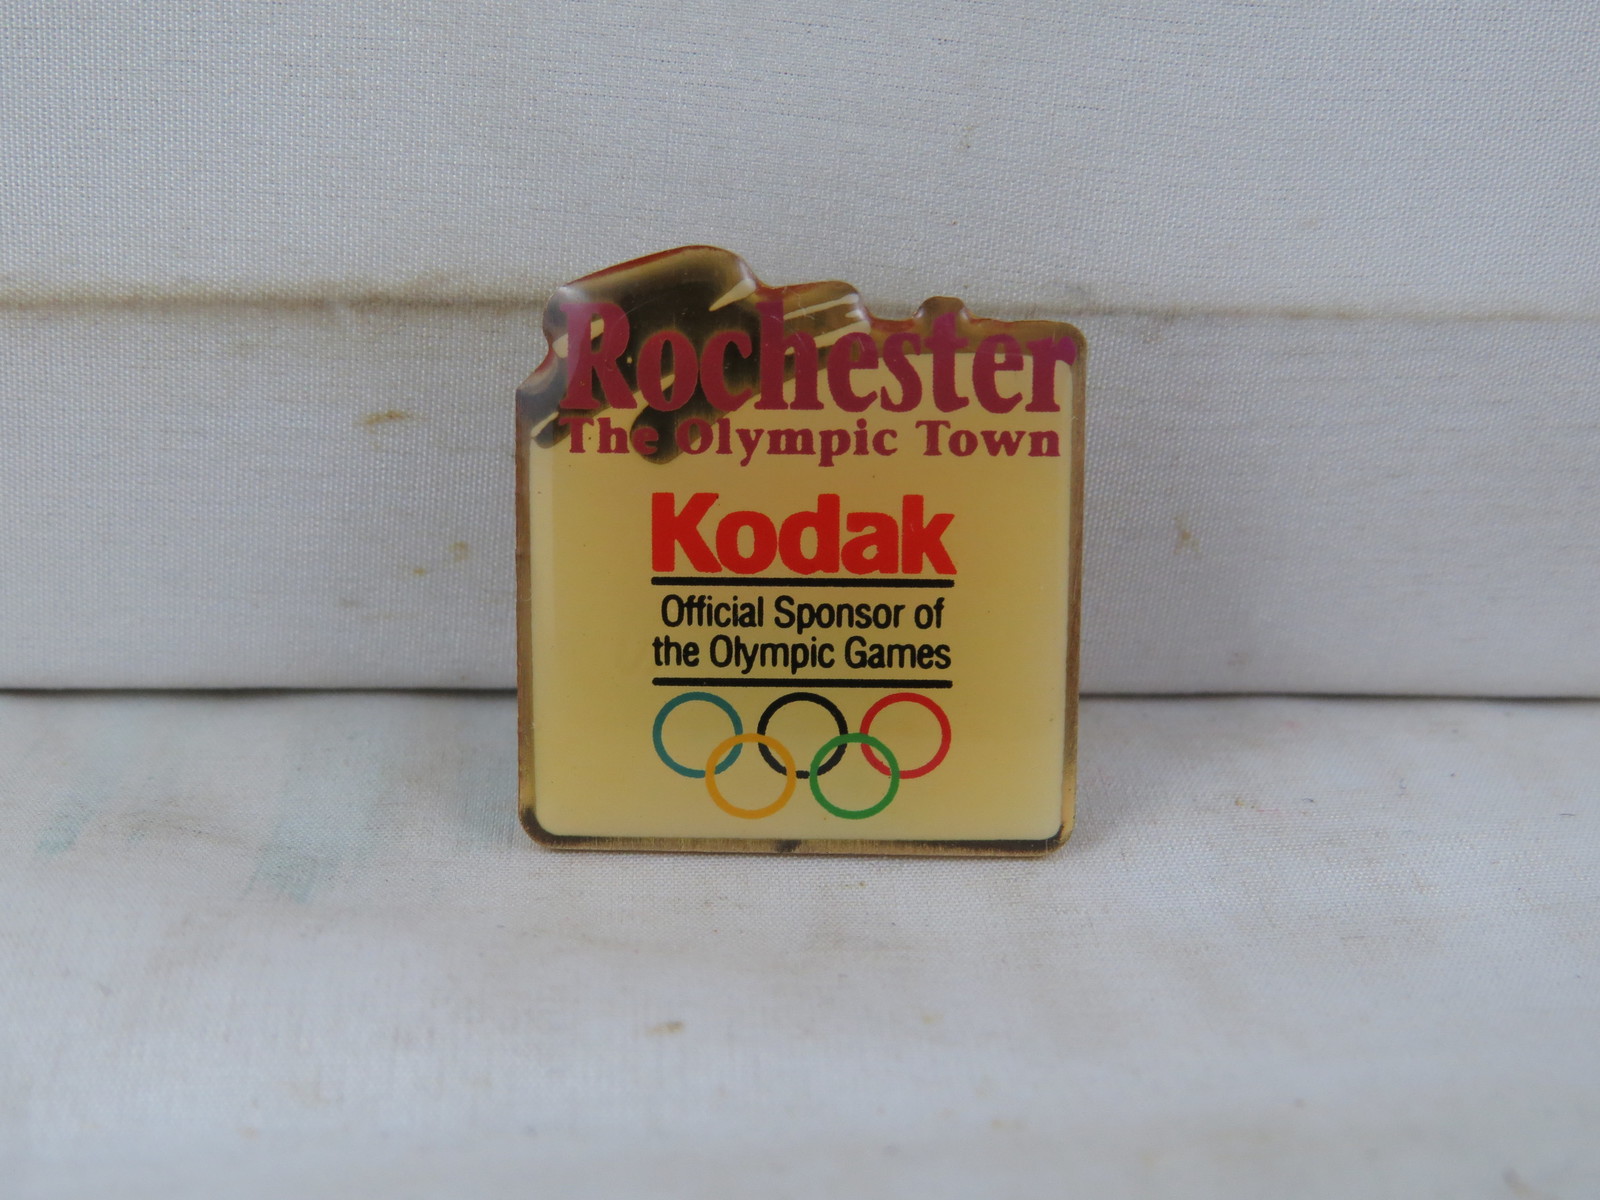 Rochester
The Olympic Town
Kodak
Official Sponsor of
the Olympic Games